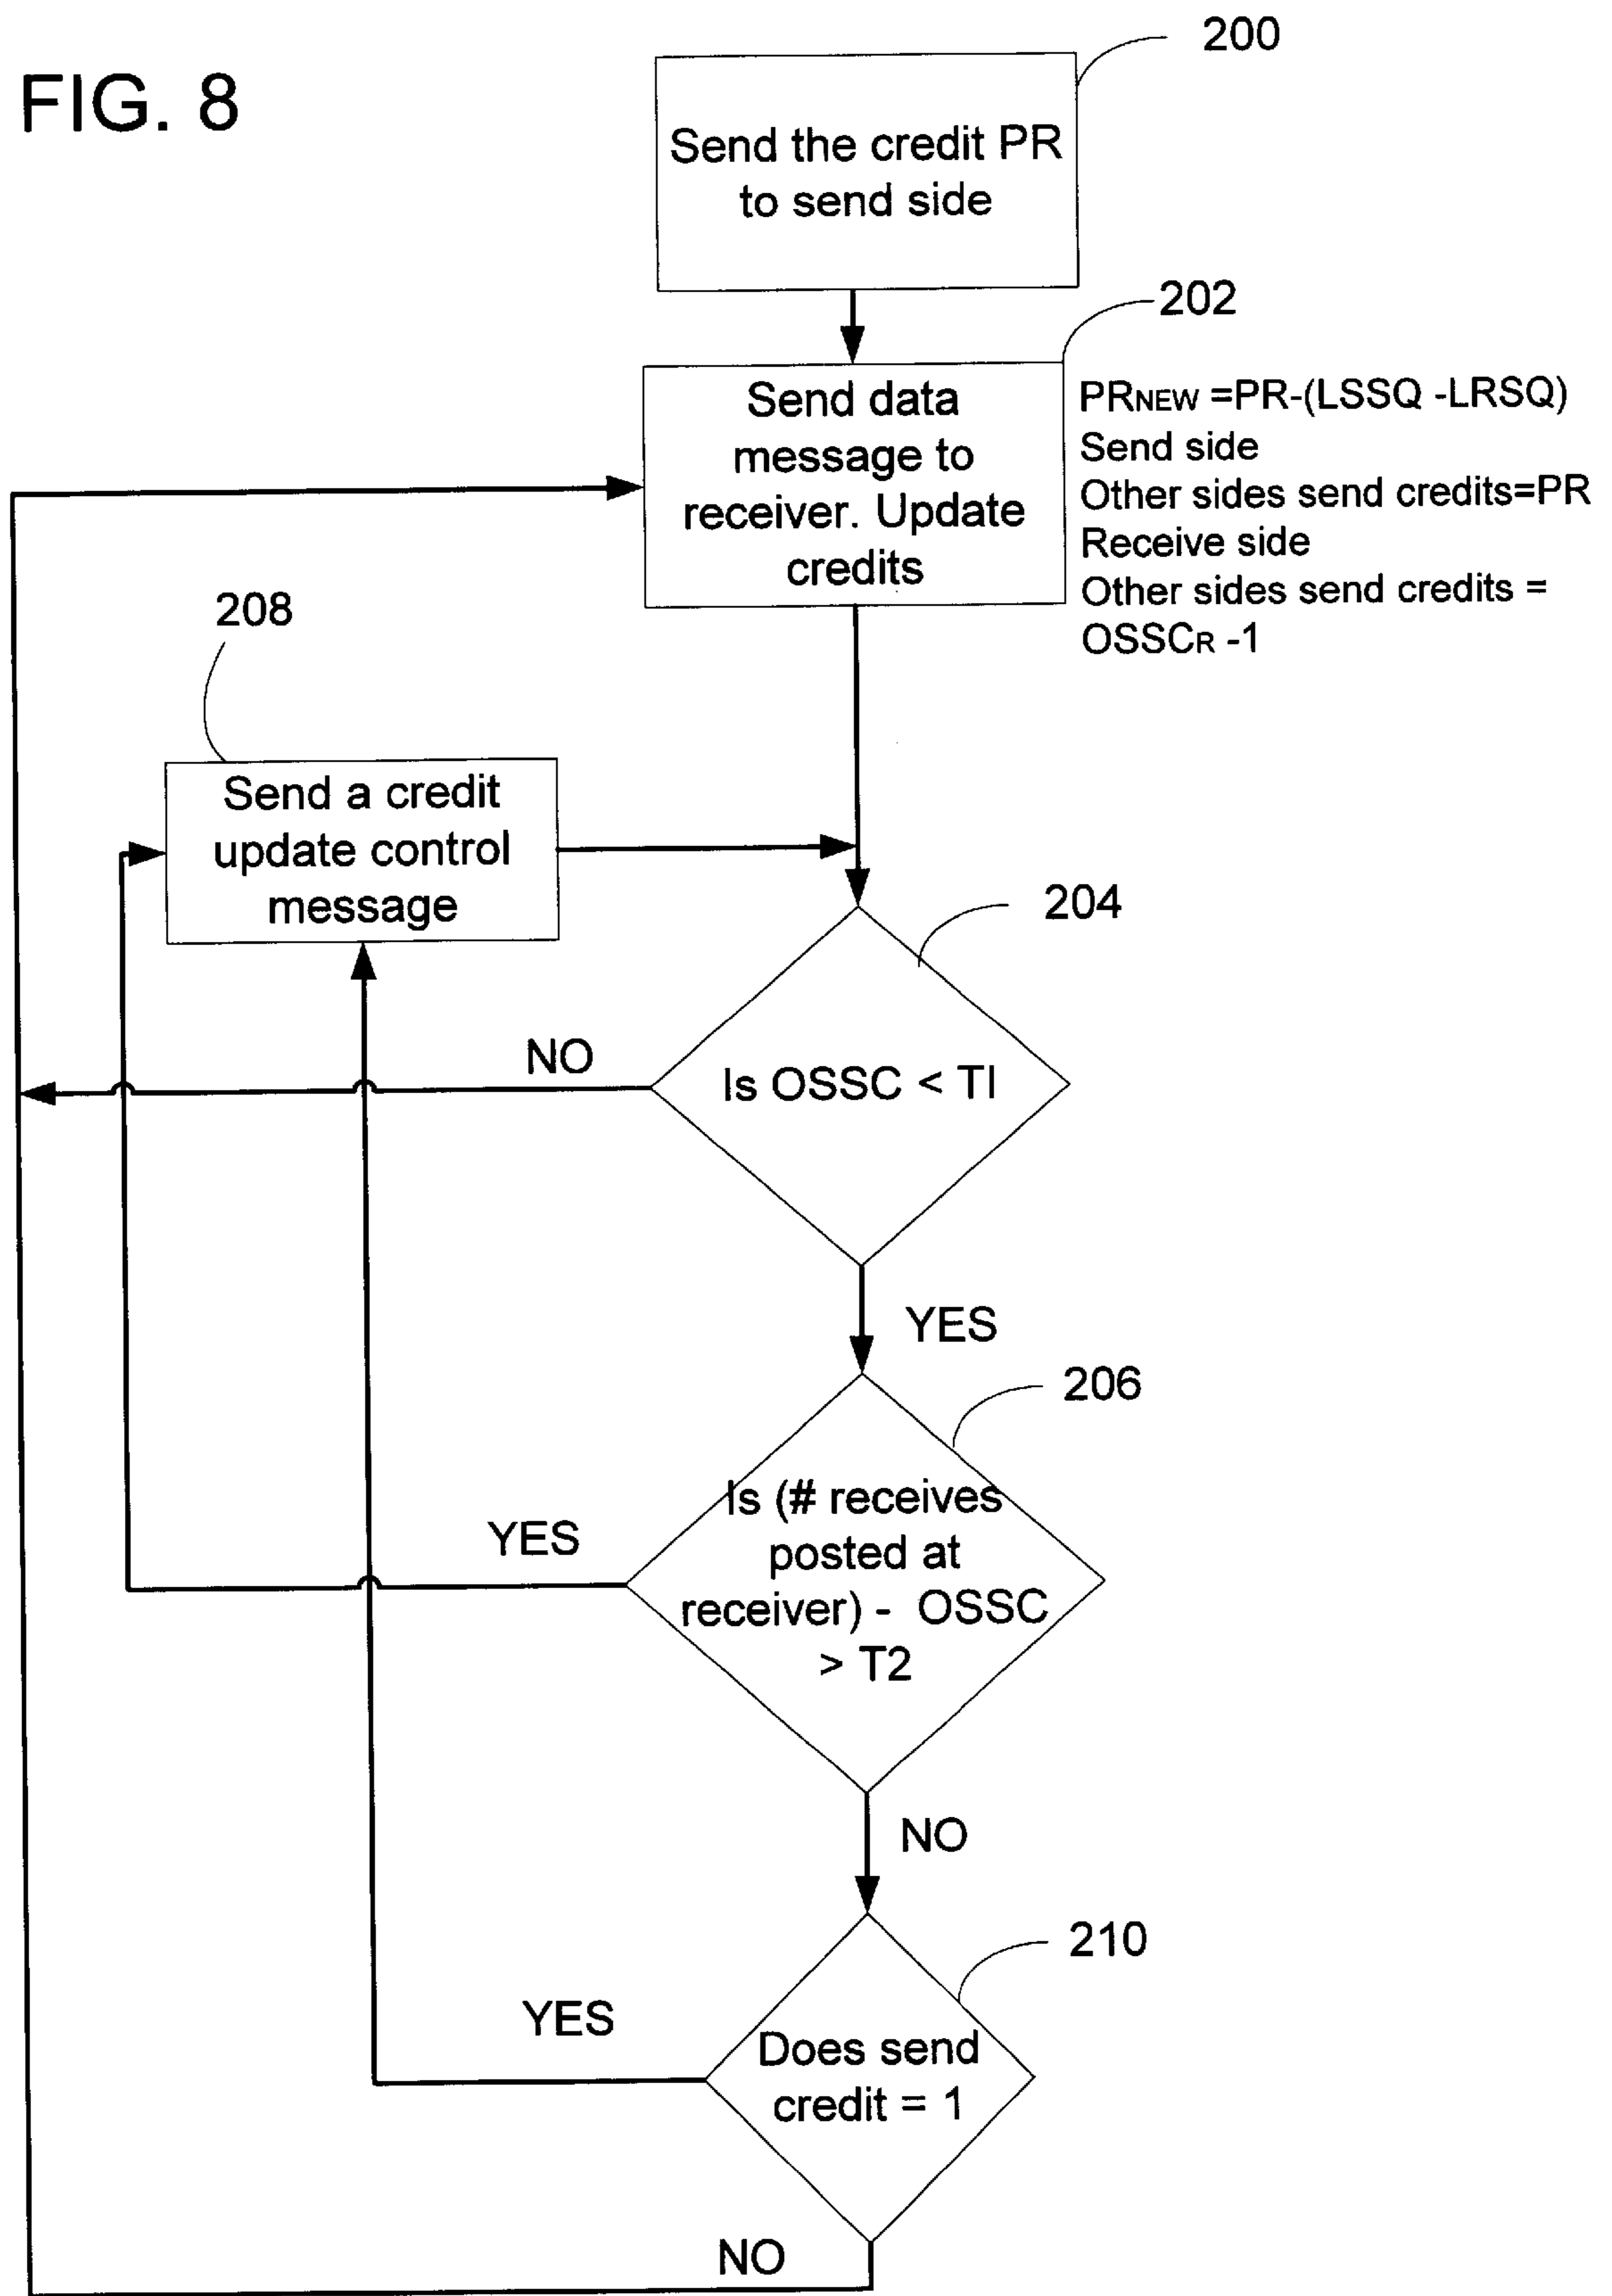 FIG. 8
200
Send the credit PR
to send side
202
Send data
message to
receiver. Update
credits
PRNEW =PR-(LSSQ -LRSQ)
Send side
Other sides send credits=PR
Receive side
Other sides send credits =
OSSCR -1
208
Send a credit
update control
message
204
NO
Is OSSC < TI
YES
206
Is (# receives
posted at
receiver) - OSSC
> T2
YES
NO
210
YES
Does send
credit = 1
NO